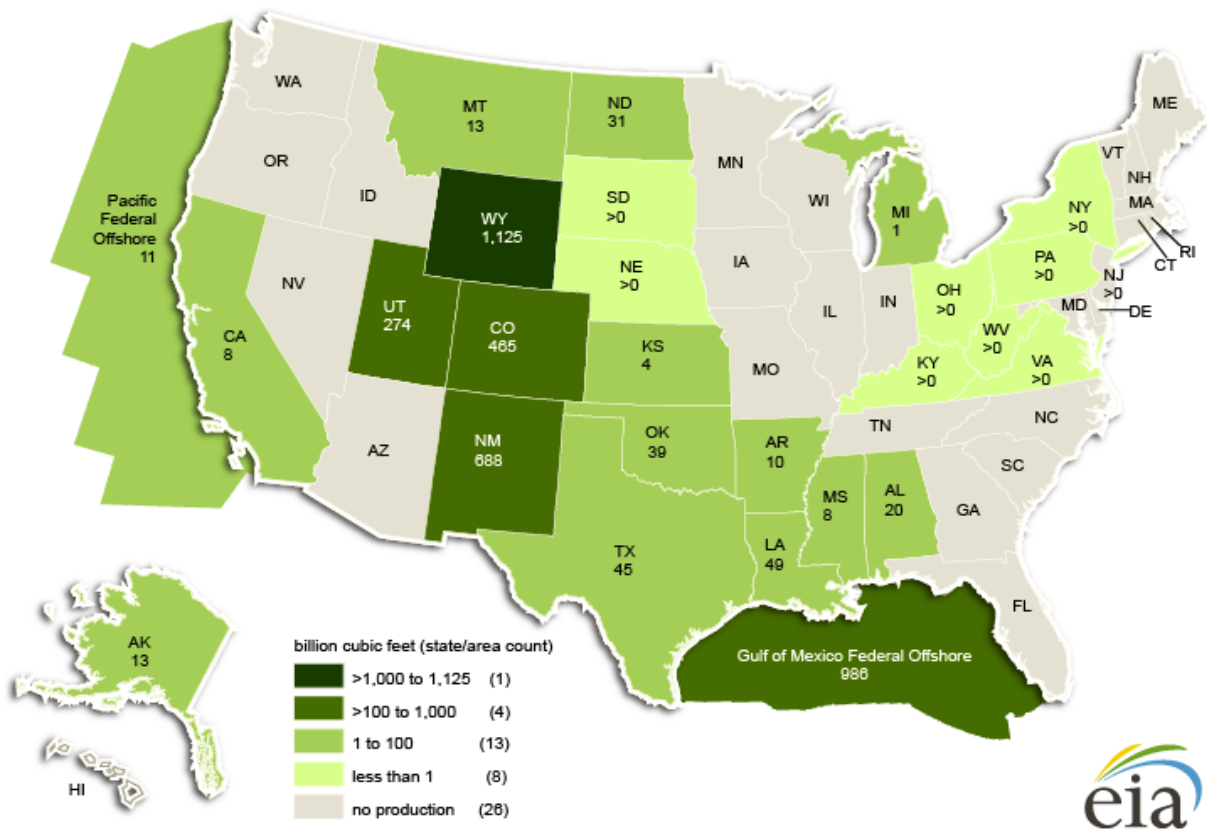 WA
OR
ID
MT
13
ND
31
MN
WI
MI
1
ME
VT
NH
MA
RI
CT
NY
>0
PA
>0
NJ
>0
DE
MD
Pacific
Federal
Offshore
11
WY
1,125
SD
>0
NE
>0
IA
IL
IN
OH
>0
WV
>0
VA
>0
KY
>0
CA
8
NV
UT
274
CO
465
KS
4
MO
TN
NC
SC
AZ
NM
688
OK
39
AR
10
MS
8
AL
20
GA
TX
45
LA
49
FL
Gulf of Mexico Federal Offshore
986
AK
13
HI
billion cubic feet (state/area count)
>1,000 to 1,125 (1)
>100 to 1,000 (4)
1 to 100 (13)
less than 1 (8)
no production (26)
eia